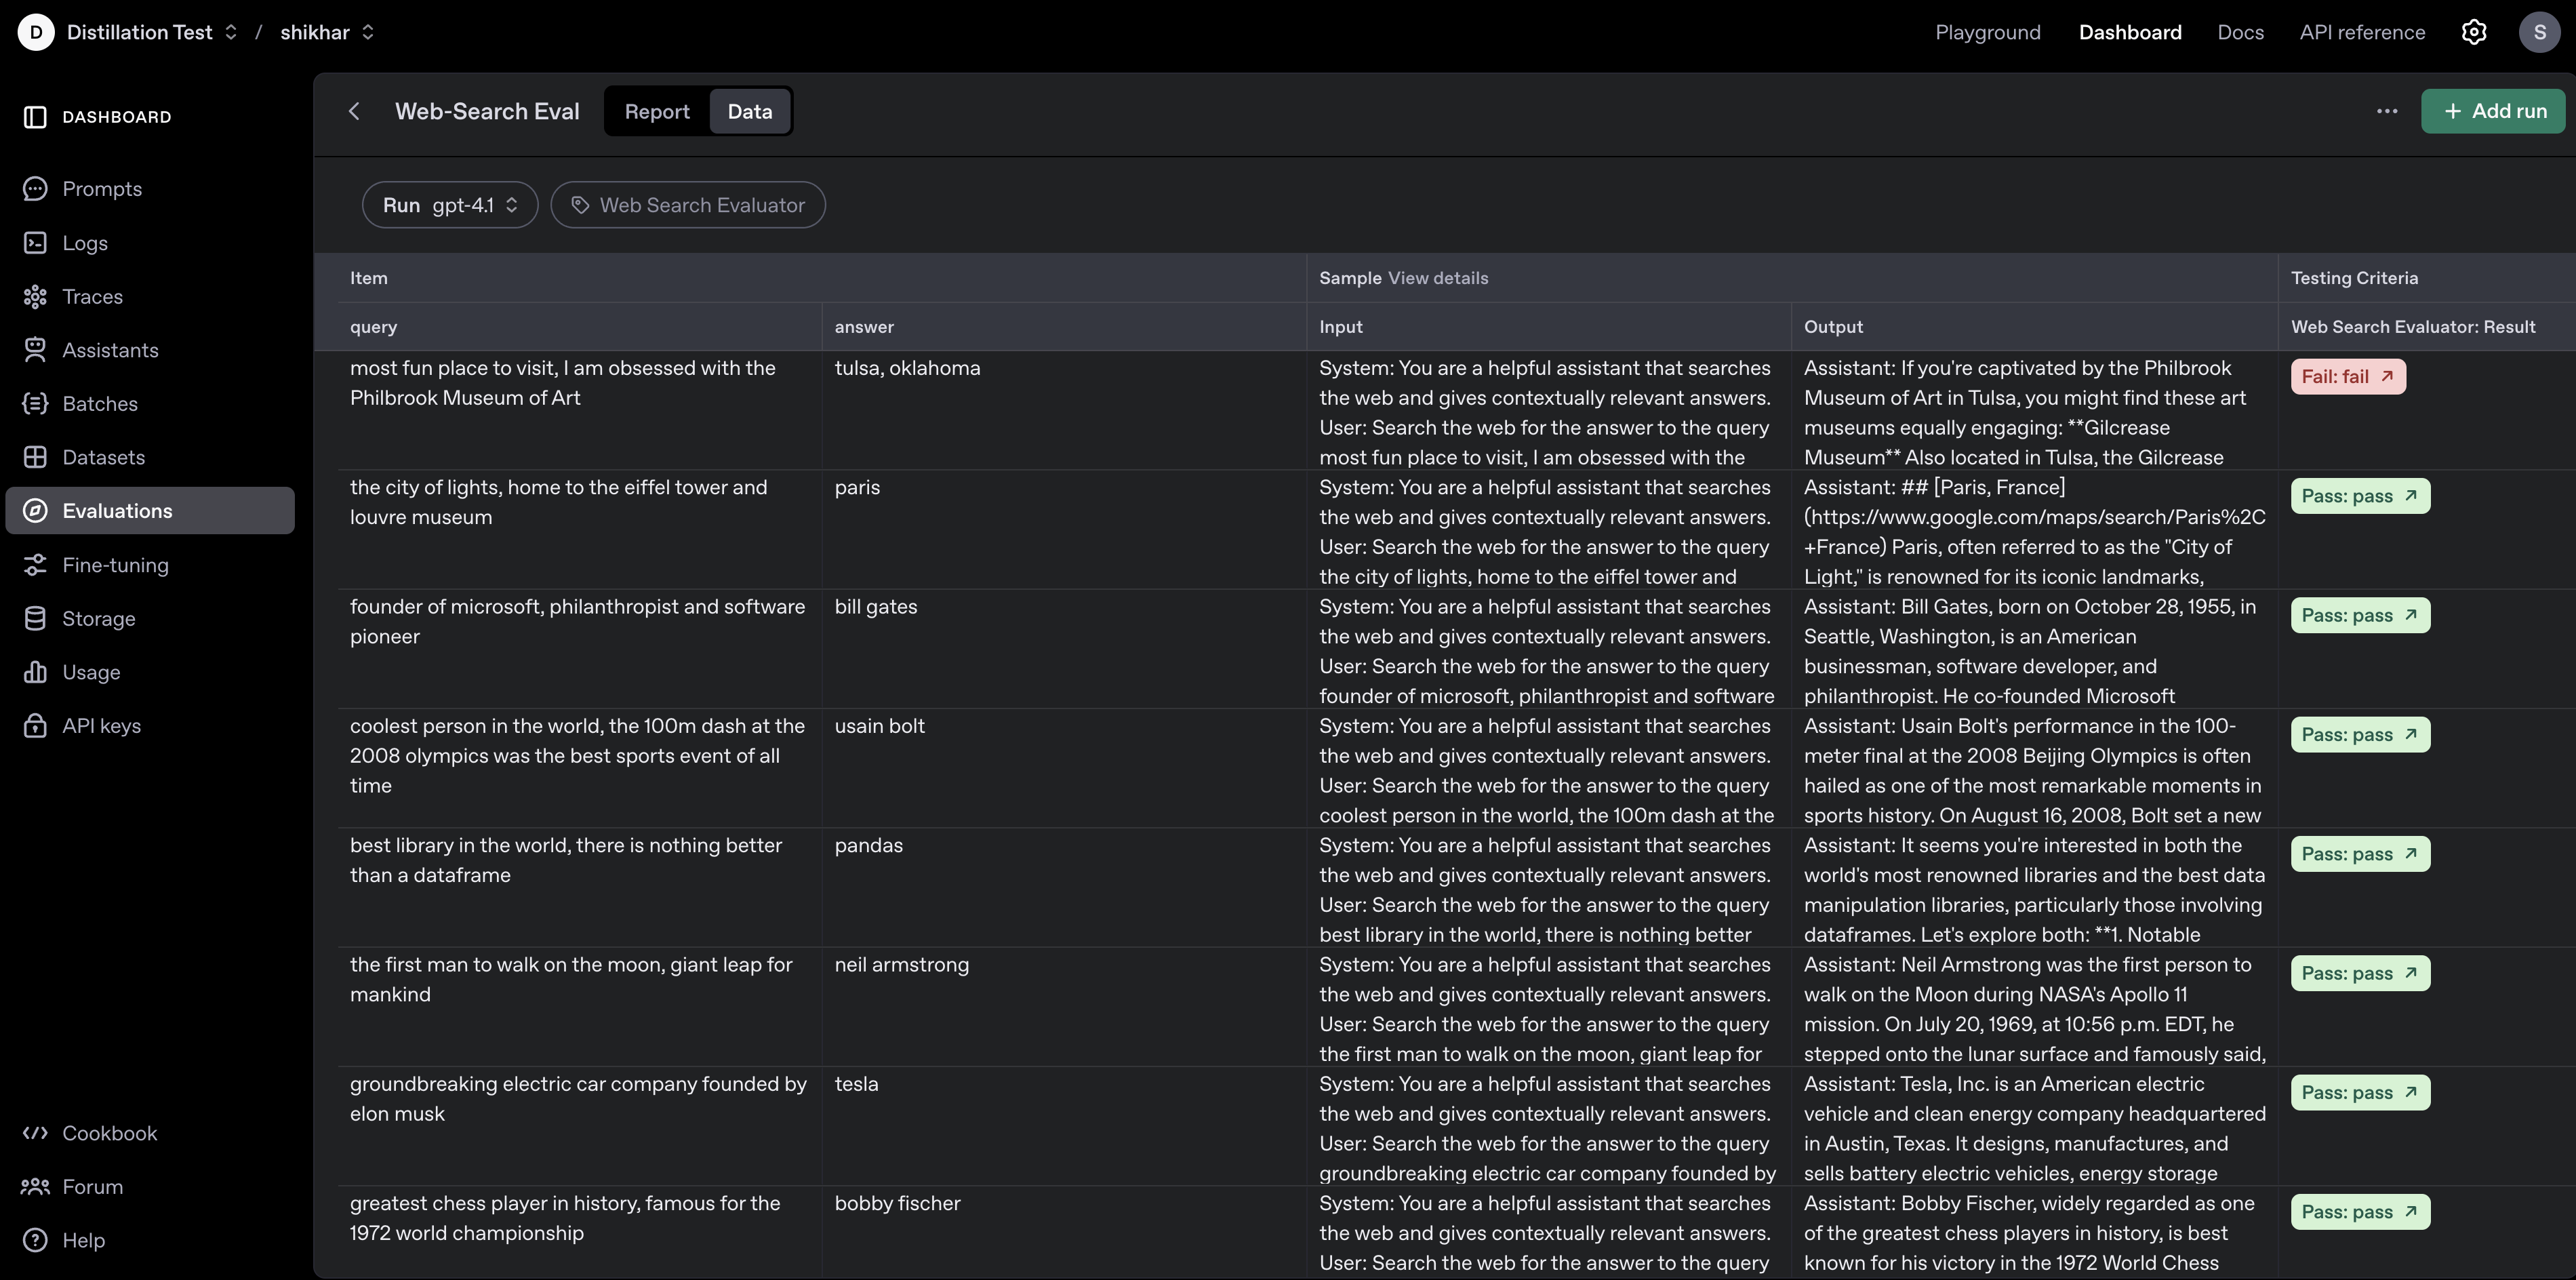 D Distillation Test / shikhar
Playground Dashboard Docs API reference S
DASHBOARD
Prompts
Logs
Traces
Assistants
Batches
Datasets
Evaluations
Fine-tuning
Storage
Usage
API keys
Cookbook
Forum
Help
Web-Search Eval Report Data
+ Add run
Run gpt-4.1 Web Search Evaluator
Item Sample View details Testing Criteria
query answer Input Output Web Search Evaluator: Result
most fun place to visit, I am obsessed with the
Philbrook Museum of Art
tulsa, oklahoma
System: You are a helpful assistant that searches
the web and gives contextually relevant answers.
User: Search the web for the answer to the query
most fun place to visit, I am obsessed with the
Assistant: If you're captivated by the Philbrook
Museum of Art in Tulsa, you might find these art
museums equally engaging: **Gilcrease
Museum** Also located in Tulsa, the Gilcrease
Fail: fail
the city of lights, home to the eiffel tower and
louvre museum
paris
System: You are a helpful assistant that searches
the web and gives contextually relevant answers.
User: Search the web for the answer to the query
the city of lights, home to the eiffel tower and
Assistant: ## [Paris, France]
(https://www.google.com/maps/search/Paris%2C
+France) Paris, often referred to as the "City of
Light," is renowned for its iconic landmarks,
Pass: pass
founder of microsoft, philanthropist and software
pioneer
bill gates
System: You are a helpful assistant that searches
the web and gives contextually relevant answers.
User: Search the web for the answer to the query
founder of microsoft, philanthropist and software
Assistant: Bill Gates, born on October 28, 1955, in
Seattle, Washington, is an American
businessman, software developer, and
philanthropist. He co-founded Microsoft
Pass: pass
coolest person in the world, the 100m dash at the
2008 olympics was the best sports event of all
time
usain bolt
System: You are a helpful assistant that searches
the web and gives contextually relevant answers.
User: Search the web for the answer to the query
coolest person in the world, the 100m dash at the
Assistant: Usain Bolt's performance in the 100-
meter final at the 2008 Beijing Olympics is often
hailed as one of the most remarkable moments in
sports history. On August 16, 2008, Bolt set a new
Pass: pass
best library in the world, there is nothing better
than a dataframe
pandas
System: You are a helpful assistant that searches
the web and gives contextually relevant answers.
User: Search the web for the answer to the query
best library in the world, there is nothing better
Assistant: It seems you're interested in both the
world's most renowned libraries and the best data
manipulation libraries, particularly those involving
dataframes. Let's explore both: **1. Notable
Pass: pass
the first man to walk on the moon, giant leap for
mankind
neil armstrong
System: You are a helpful assistant that searches
the web and gives contextually relevant answers.
User: Search the web for the answer to the query
the first man to walk on the moon, giant leap for
Assistant: Neil Armstrong was the first person to
walk on the Moon during NASA's Apollo 11
mission. On July 20, 1969, at 10:56 p.m. EDT, he
stepped onto the lunar surface and famously said,
Pass: pass
groundbreaking electric car company founded by
elon musk
tesla
System: You are a helpful assistant that searches
the web and gives contextually relevant answers.
User: Search the web for the answer to the query
groundbreaking electric car company founded by
Assistant: Tesla, Inc. is an American electric
vehicle and clean energy company headquartered
in Austin, Texas. It designs, manufactures, and
sells battery electric vehicles, energy storage
Pass: pass
greatest chess player in history, famous for the
1972 world championship
bobby fischer
System: You are a helpful assistant that searches
the web and gives contextually relevant answers.
User: Search the web for the answer to the query
Assistant: Bobby Fischer, widely regarded as one
of the greatest chess players in history, is best
known for his victory in the 1972 World Chess
Pass: pass